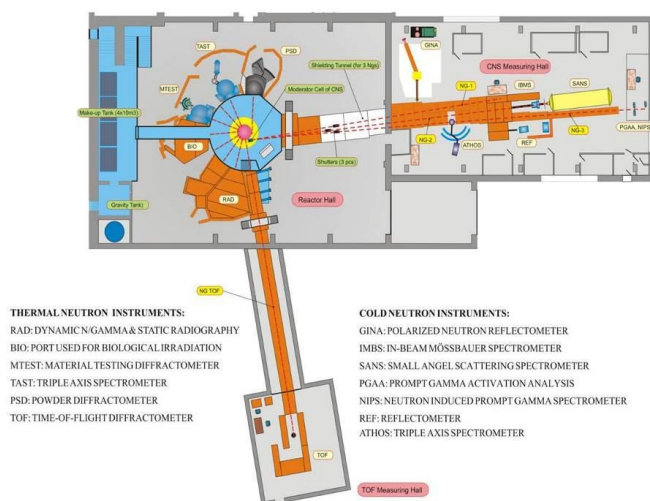 TAST
PSD
MTEST
BIO
RAD
Make-up Tank (4x10m3)
Gravity Tank)
Shielding Tunnel (for 3 Ngs)
Moderator Cell of CNS
Shutters (3 pcs)
Reactor Hall
GINA
CNS Measuring Hall
NG-1
IBMS
SANS
NG-2
NG-3
ATHOS
REF
PGAA, NIPS
NG TOF
TOF
TOF Measuring Hall
THERMAL NEUTRON INSTRUMENTS:
RAD: DYNAMIC N/GAMMA & STATIC RADIOGRAPHY
BIO: PORT USED FOR BIOLOGICAL IRRADIATION
MTEST: MATERIAL TESTING DIFFRACTOMETER
TAST: TRIPLE AXIS SPECTROMETER
PSD: POWDER DIFFRACTOMETER
TOF: TIME-OF-FLIGHT DIFFRACTOMETER
COLD NEUTRON INSTRUMENTS:
GINA: POLARIZED NEUTRON REFLECTOMETER
IMBS: IN-BEAM MÖSSBAUER SPECTROMETER
SANS: SMALL ANGEL SCATTERING SPECTROMETER
PGAA: PROMPT GAMMA ACTIVATION ANALYSIS
NIPS: NEUTRON INDUCED PROMPT GAMMA SPECTROMETER
REF: REFLECTOMETER
ATHOS: TRIPLE AXIS SPECTROMETER